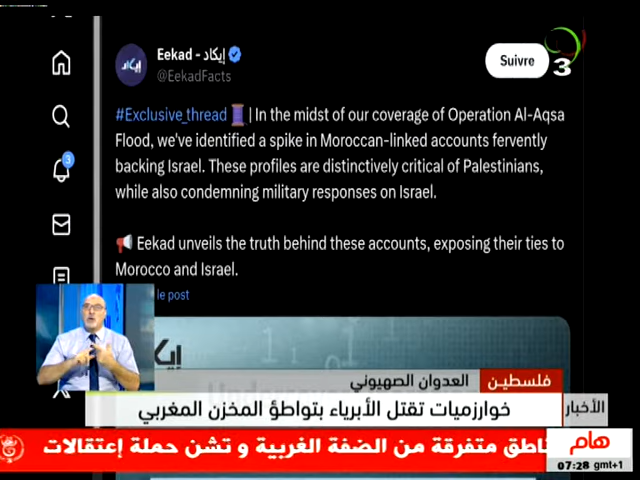 Eekad - إيكاد
@EekadFacts
Suivre
3
#Exclusive_thread | In the midst of our coverage of Operation Al-Aqsa
Flood, we've identified a spike in Moroccan-linked accounts fervently
backing Israel. These profiles are distinctively critical of Palestinians,
while also condemning military responses on Israel.
3
Eekad unveils the truth behind these accounts, exposing their ties to
Morocco and Israel.
le post
فلسطين العدوان الصهيوني
الأخبار خوارزميات تقتل الأبرياء بتواطؤ المخزن المغربي
هام
متفرقة من الضفة الغربية و تشن حملة إعتقالات
07:28 gmt+1